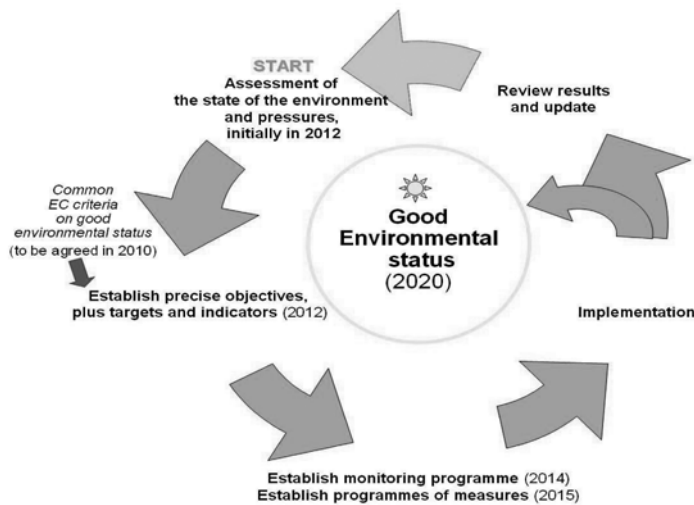 START
Assessment of
the state of the environment
and pressures,
initially in 2012
Review results
and update
Common
EC criteria
on good
environmental status
(to be agreed in 2010)
Good
Environmental
status
(2020)
Establish precise objectives,
plus targets and indicators (2012)
Implementation
Establish monitoring programme (2014)
Establish programmes of measures (2015)